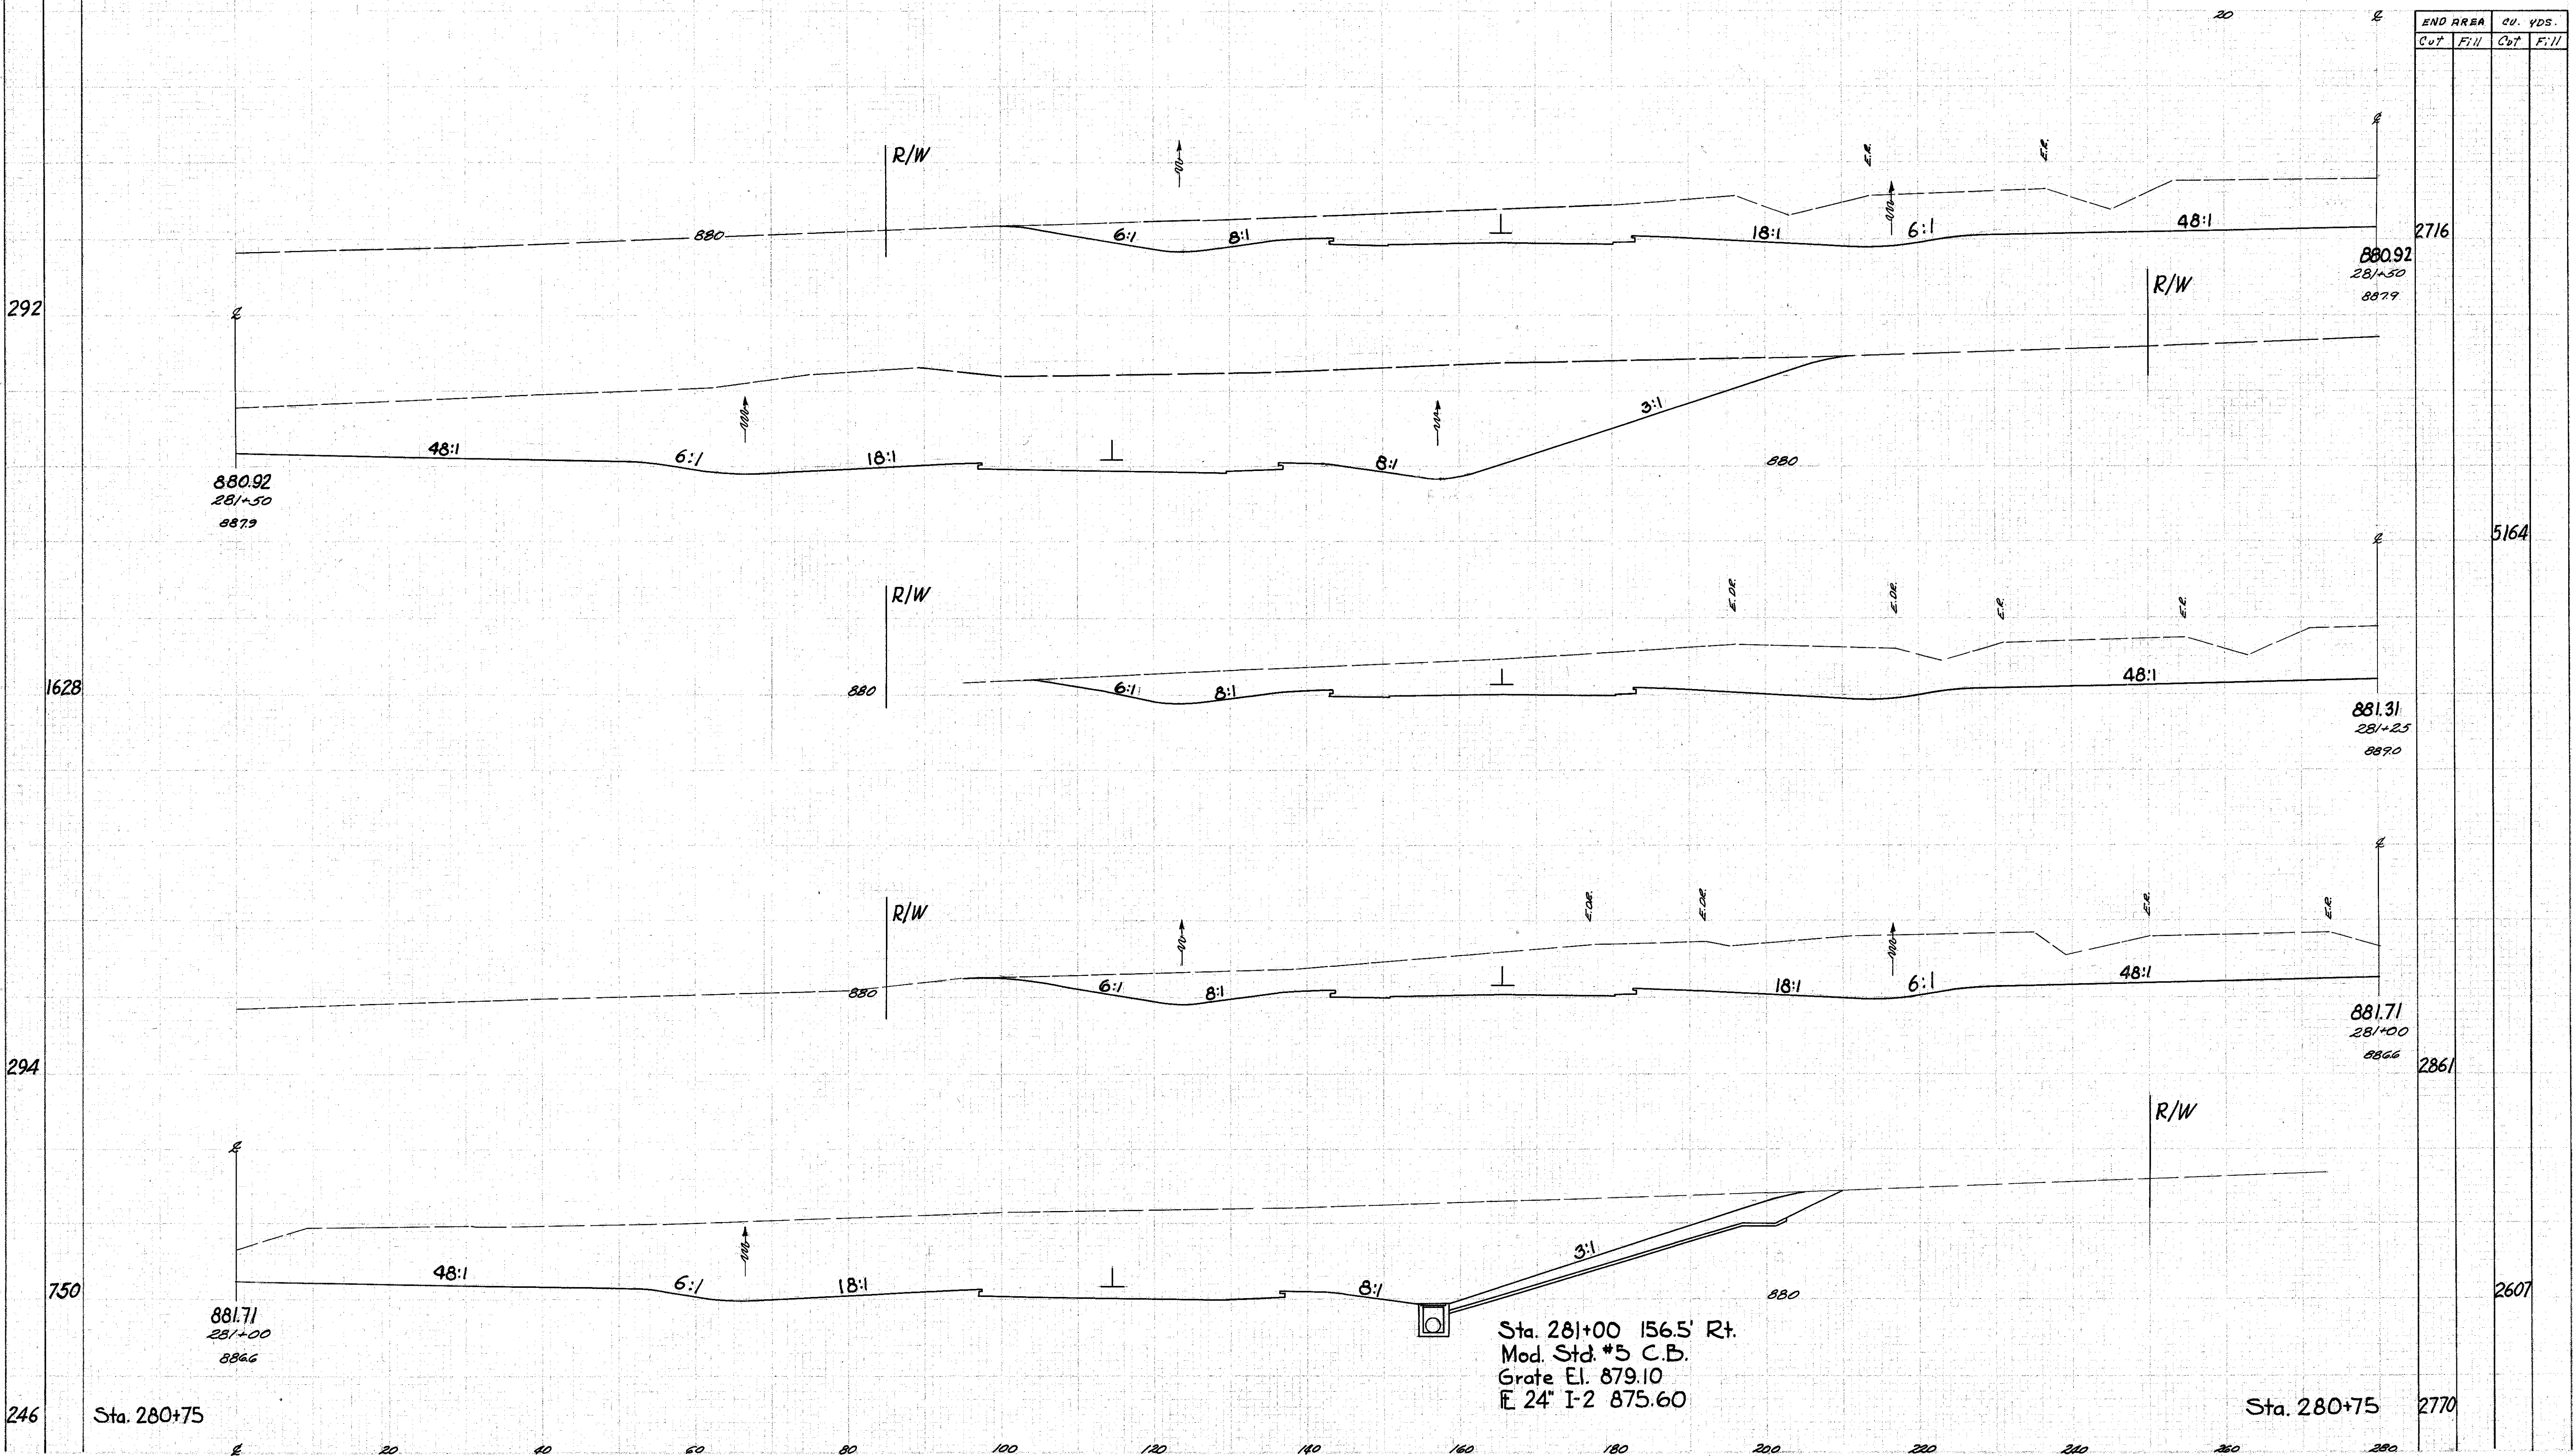 20 ℄
END AREA CU. YDS.
Cut Fill Cut Fill
℄
R/W E.R. E.R.
880 6:1 8:1 ⊥ 18:1 6:1 48:1 2716
880.92
281+50
887.9
R/W
292 ℄
3:1
48:1 6:1 18:1 ⊥ 8:1 880
880.92
281+50
887.9
5164
℄
R/W E.DR. E.DR. E.R. E.R.
1628 880 6:1 8:1 ⊥ 48:1
881.31
281+25
889.0
℄
R/W E.DR. E.DR. E.R. E.R.
880 6:1 8:1 ⊥ 18:1 6:1 48:1
881.71
281+00
886.6
294 2861
R/W
℄
3:1
48:1 6:1 18:1 ⊥ 8:1 880
750 2607
881.71
281+00
886.6
Sta. 281+00 156.5' Rt.
Mod. Std. #5 C.B.
Grate El. 879.10
FL 24" I-2 875.60
246 Sta. 280+75 Sta. 280+75 2770
℄ 20 40 60 80 100 120 140 160 180 200 220 240 260 280